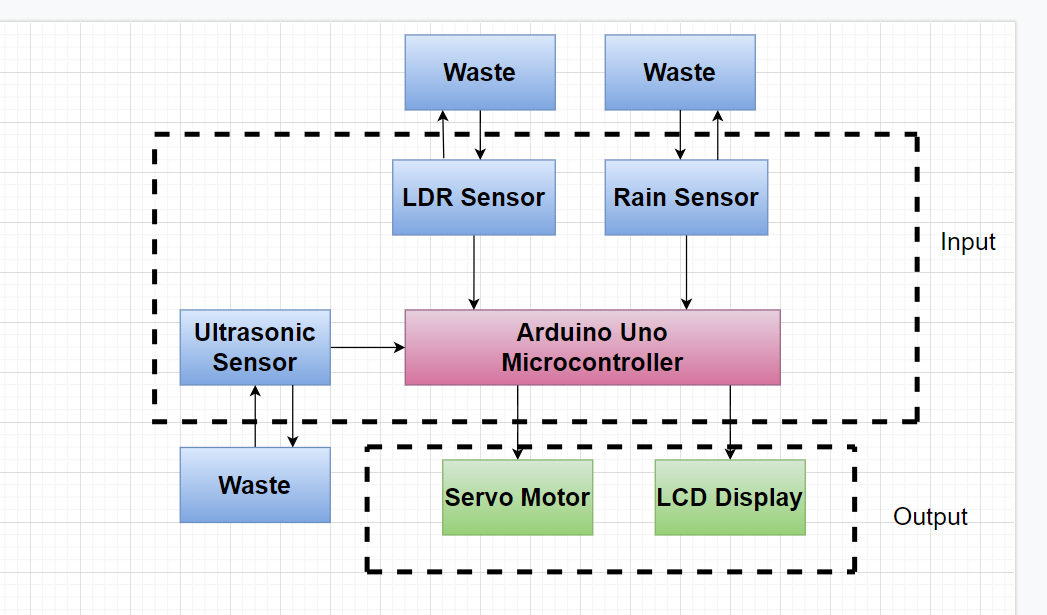 Waste
Waste
LDR Sensor
Rain Sensor
Input
Ultrasonic
Sensor
Arduino Uno
Microcontroller
Waste
Servo Motor
LCD Display
Output